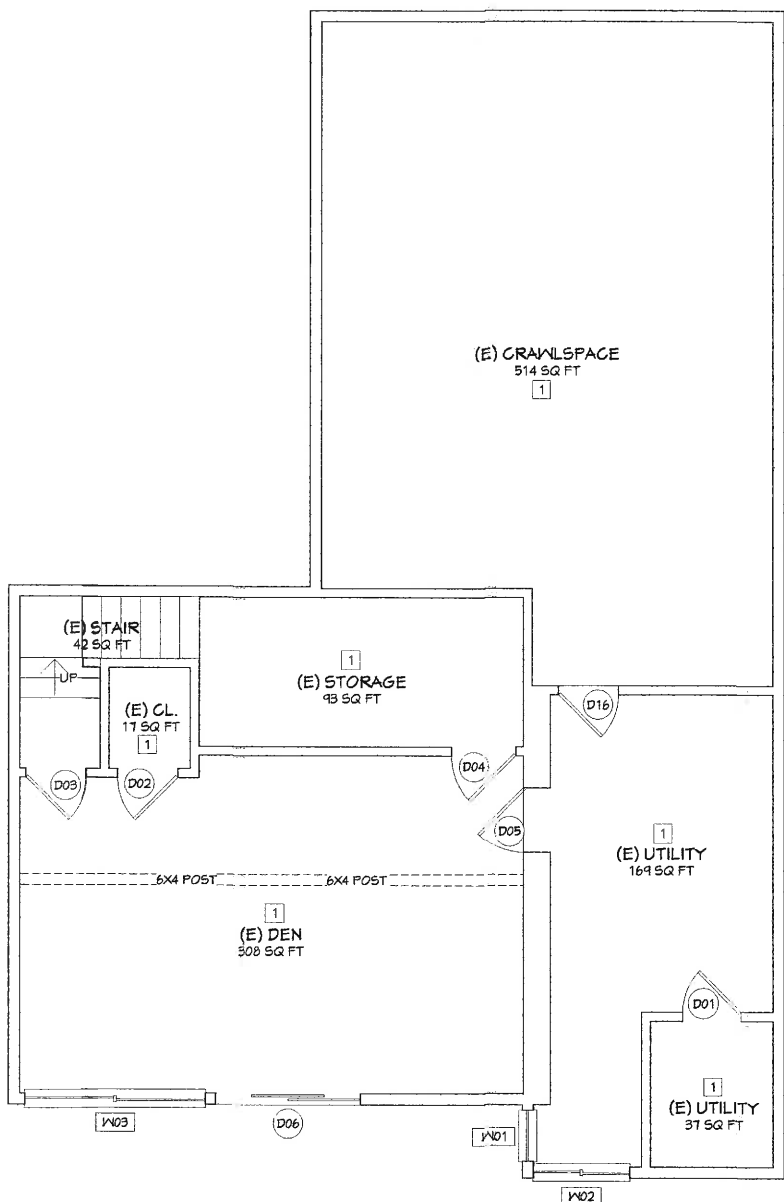 (E) CRAWLSPACE
514 SQ FT
1
(E) STAIR
42 SQ FT
UP
(E) CL.
17 SQ FT
1
1
(E) STORAGE
93 SQ FT
D16
D03
D02
D04
D05
1
(E) UTILITY
169 SQ FT
6X4 POST
6X4 POST
1
(E) DEN
308 SQ FT
D01
1
(E) UTILITY
37 SQ FT
W03
D06
W01
W02